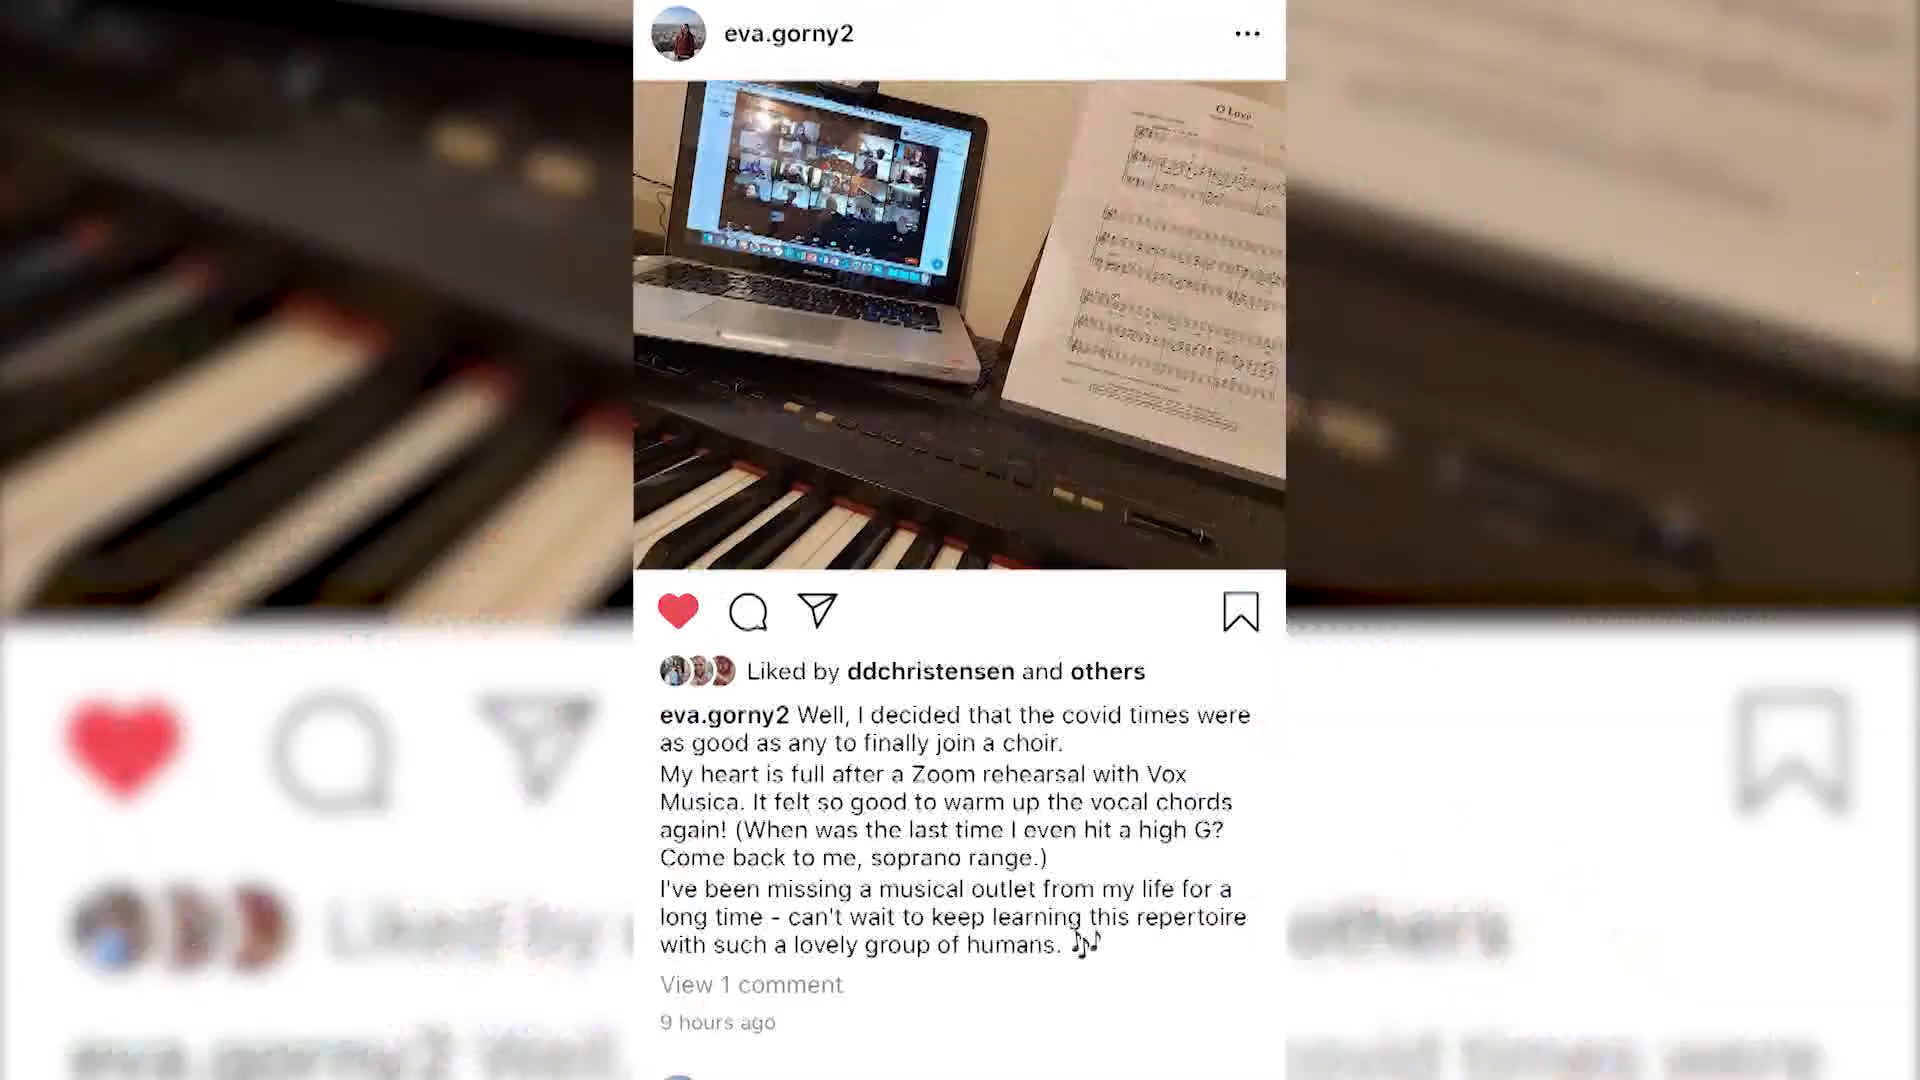 eva.gorny2
O Love
Liked by ddchristensen and others
eva.gorny2 Well, I decided that the covid times were
as good as any to finally join a choir.
My heart is full after a Zoom rehearsal with Vox
Musica. It felt so good to warm up the vocal chords
again! (When was the last time I even hit a high G?
Come back to me, soprano range.)
I've been missing a musical outlet from my life for a
long time - can't wait to keep learning this repertoire
with such a lovely group of humans. 🎶
View 1 comment
9 hours ago